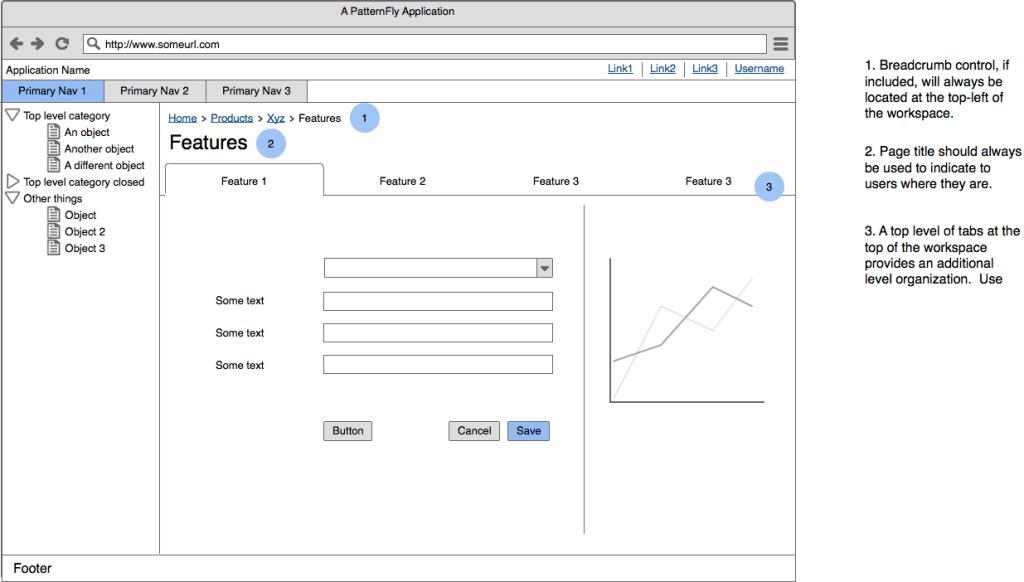 A PatternFly Application
http://www.someurl.com
Application Name
Link1
Link2
Link3
Username
Primary Nav 1
Primary Nav 2
Primary Nav 3
Top level category
An object
Another object
A different object
Top level category closed
Other things
Object
Object 2
Object 3
Home > Products > Xyz > Features
1
Features
2
Feature 1
Feature 2
Feature 3
Feature 3
3
Some text
Some text
Some text
Button
Cancel
Save
Footer
1. Breadcrumb control, if
included, will always be
located at the top-left of
the workspace.
2. Page title should always
be used to indicate to
users where they are.
3. A top level of tabs at the
top of the workspace
provides an additional
level organization.  Use